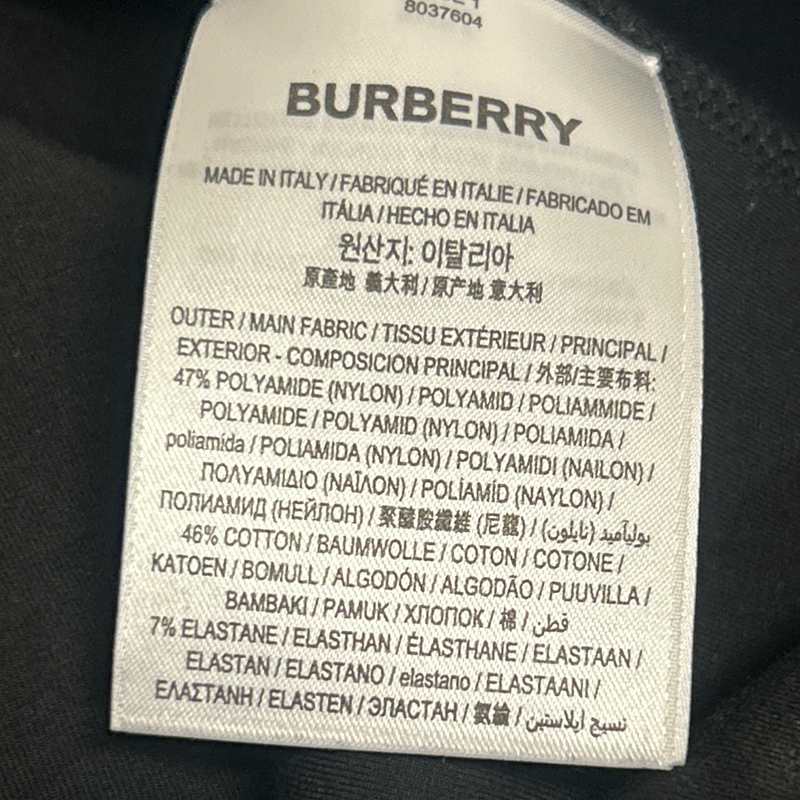 8037604
BURBERRY
MADE IN ITALY / FABRIQUÉ EN ITALIE / FABRICADO EM
ITÁLIA / HECHO EN ITALIA
원산지: 이탈리아
原產地 義大利 / 原产地 意大利
OUTER / MAIN FABRIC / TISSU EXTÉRIEUR / PRINCIPAL /
EXTERIOR - COMPOSICION PRINCIPAL / 外部/主要布料:
47% POLYAMIDE (NYLON) / POLYAMID / POLIAMMIDE /
POLYAMIDE / POLYAMID (NYLON) / POLIAMIDA /
poliamida / POLIAMIDA (NYLON) / POLYAMIDI (NAILON) /
ΠΟΛΥΑΜΙΔΙΟ (ΝΑΪΛΟΝ) / POLÍAMÍD (NAYLON) /
ПОЛИАМИД (НЕЙЛОН) / 聚醯胺纖維 (尼龍) / بوليآميد (نايلون)
46% COTTON / BAUMWOLLE / COTON / COTONE /
KATOEN / BOMULL / ALGODÓN / ALGODÃO / PUUVILLA /
BAMBAKI / PAMUK / ХЛОПОК / 棉 / قطن
7% ELASTANE / ELASTHAN / ÉLASTHANE / ELASTAAN /
ELASTAN / ELASTANO / elastano / ELASTAANI /
ΕΛΑΣΤΑΝΗ / ELASTEN / ЭЛАСТАН / 氨綸 / نسيج ايلاستين